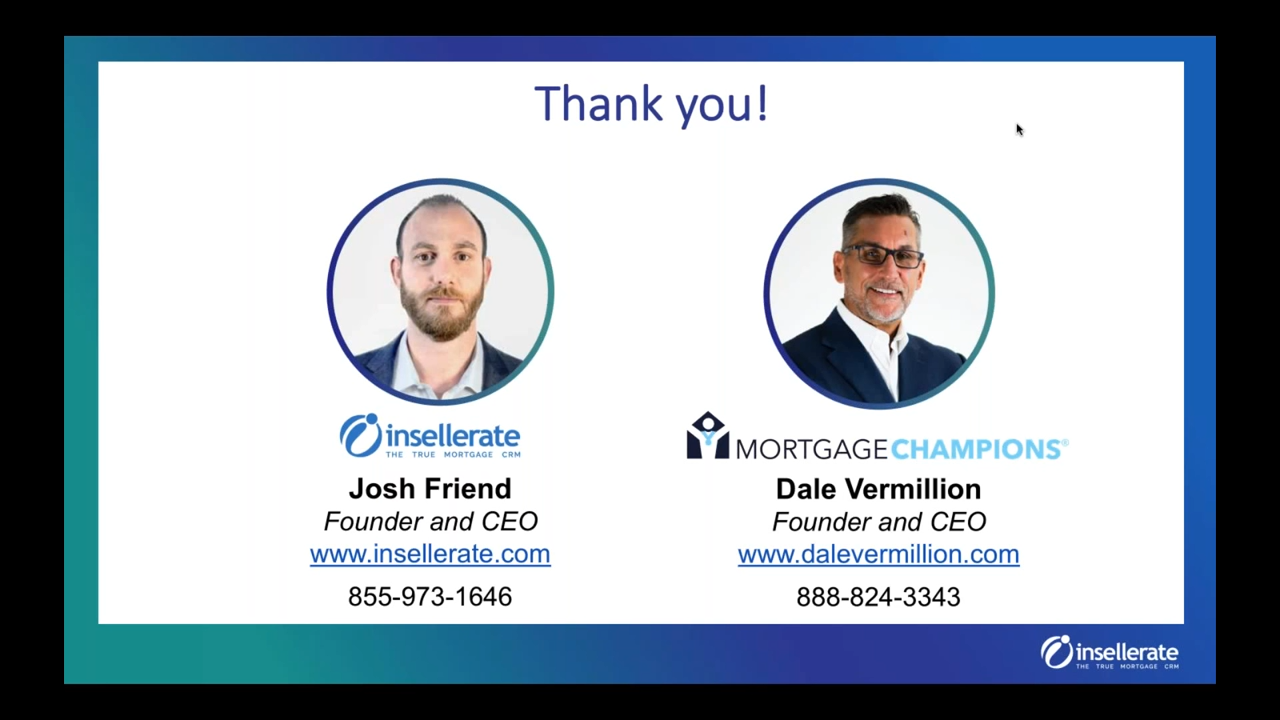 Thank you!
insellerate
THE TRUE MORTGAGE CRM
Josh Friend
Founder and CEO
www.insellerate.com
855-973-1646
MORTGAGECHAMPIONS®
Dale Vermillion
Founder and CEO
www.dalevermillion.com
888-824-3343
insellerate
THE TRUE MORTGAGE CRM